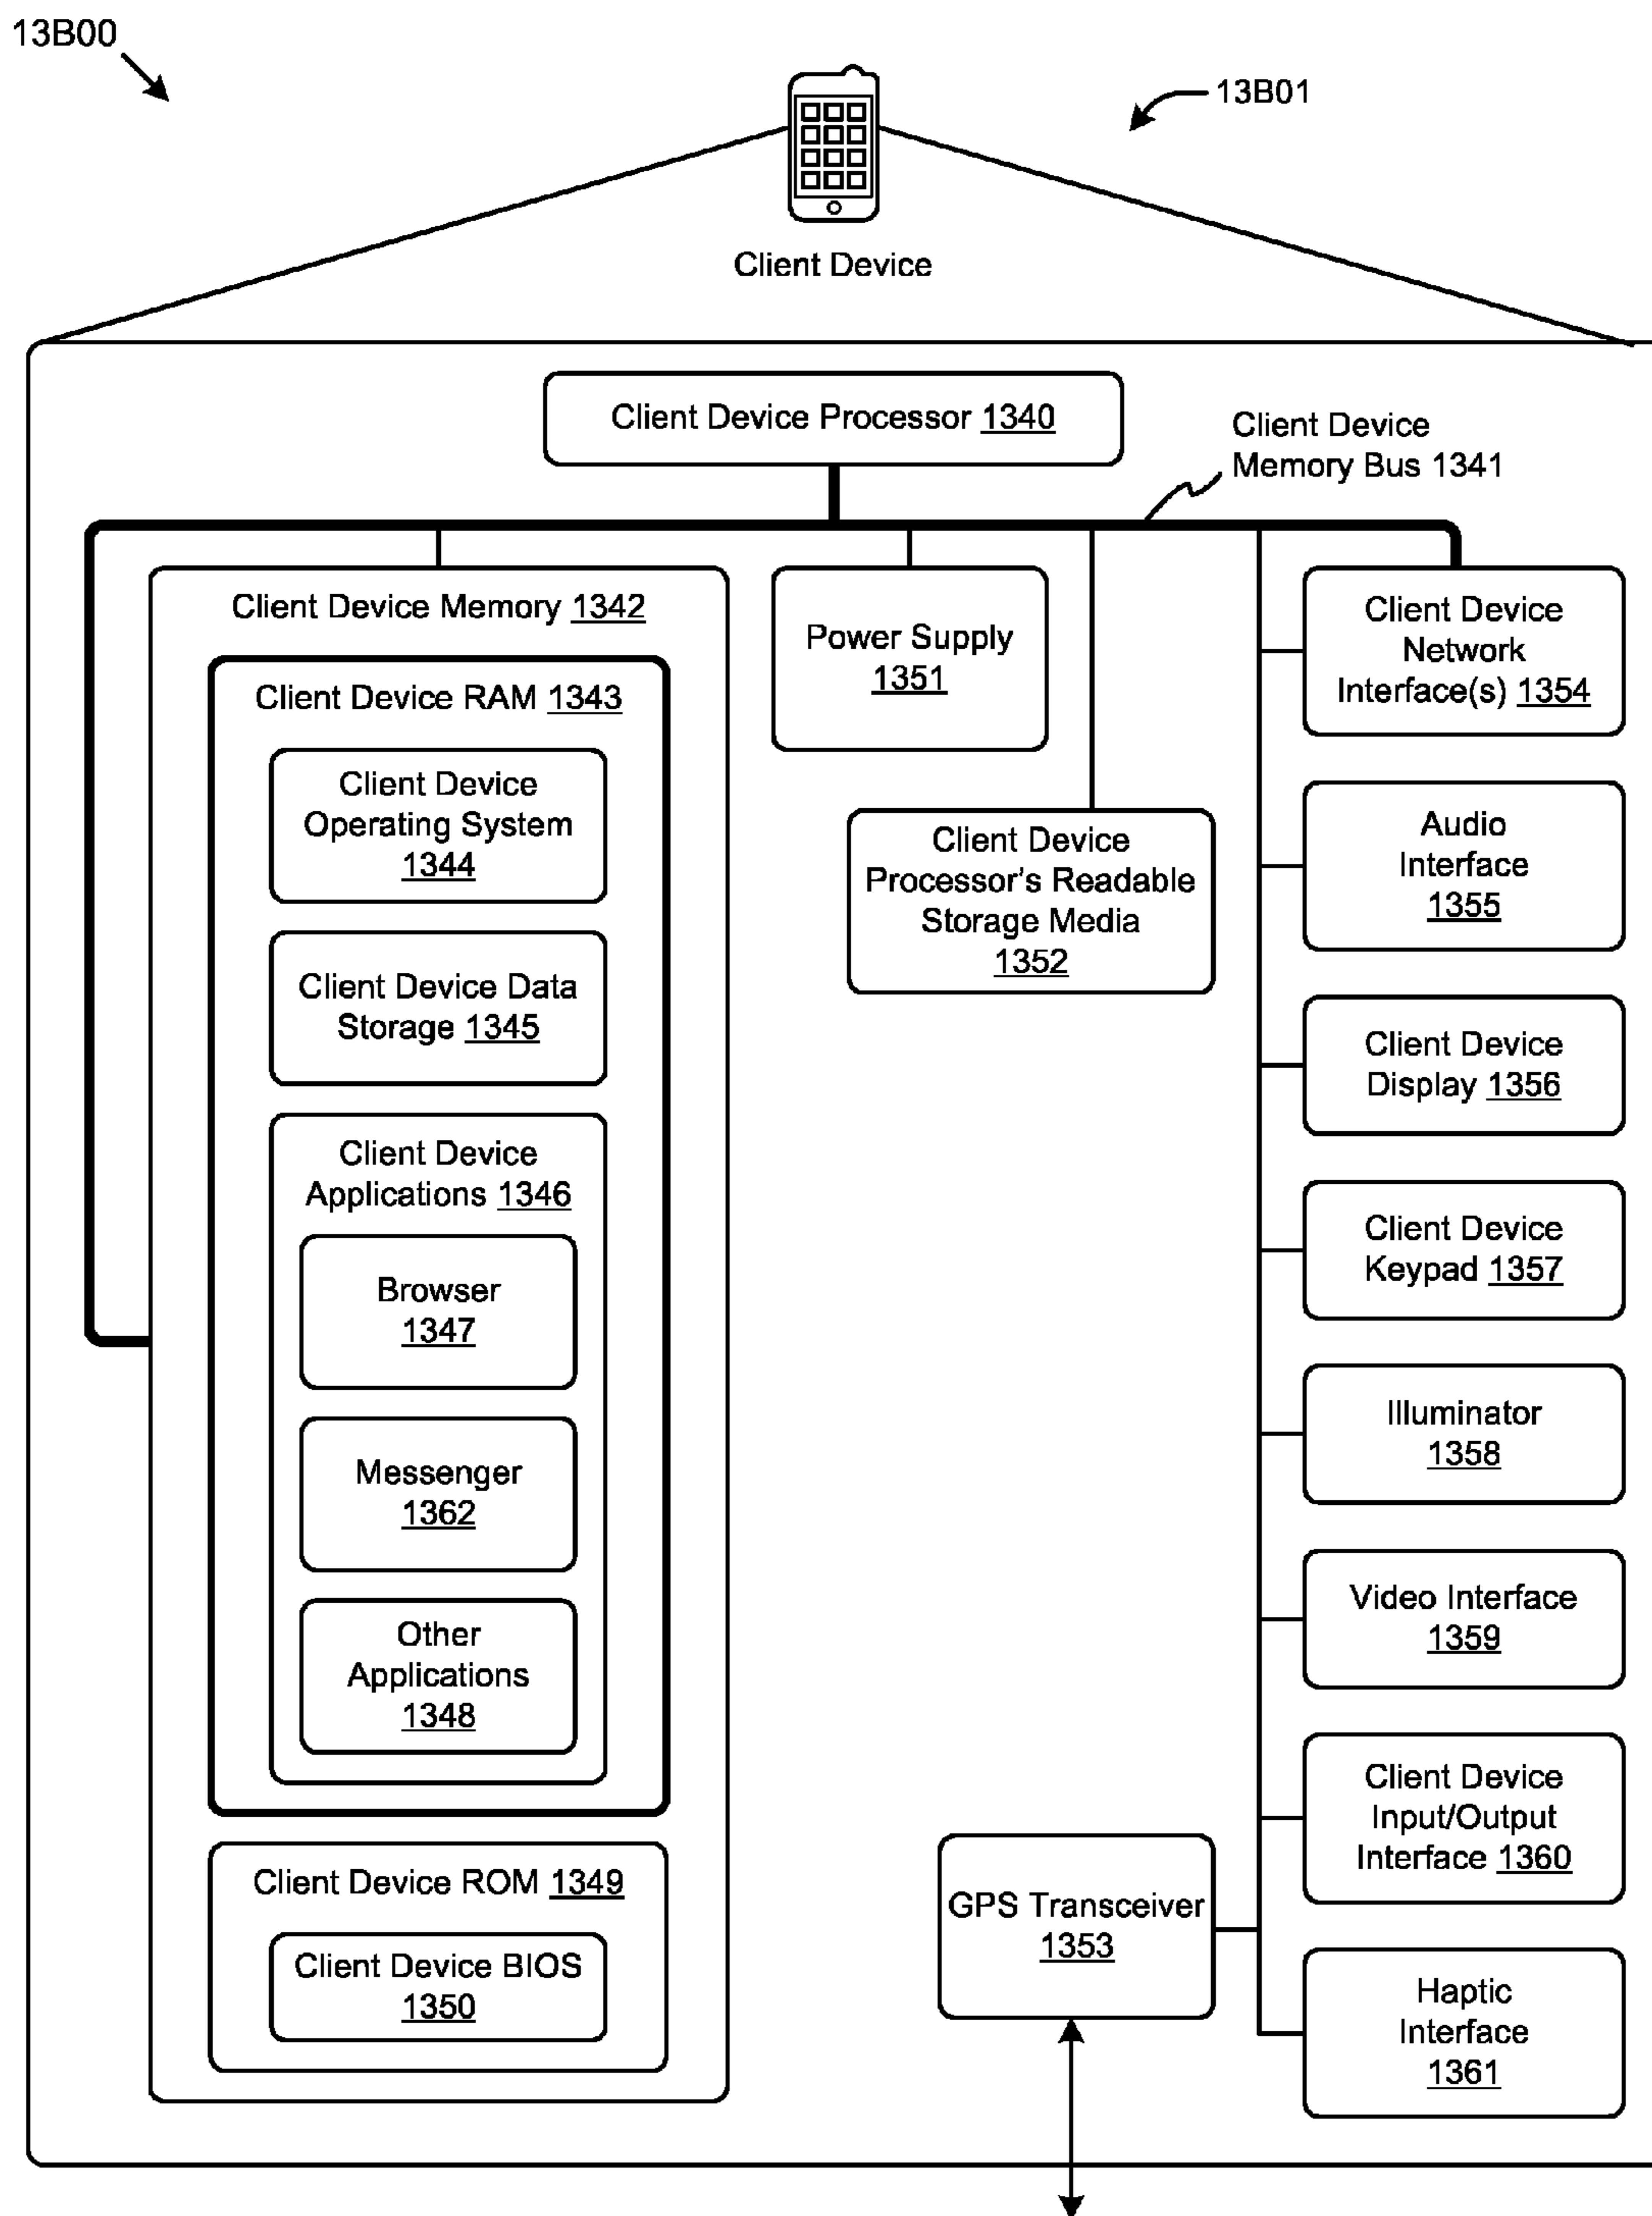 13B00
13B01
Client Device
Client Device Processor 1340
Client Device
Memory Bus 1341
Client Device Memory 1342
Client Device RAM 1343
Client Device
Operating System
1344
Client Device Data
Storage 1345
Client Device
Applications 1346
Browser
1347
Messenger
1362
Other
Applications
1348
Client Device ROM 1349
Client Device BIOS
1350
Power Supply
1351
Client Device
Processor’s Readable
Storage Media
1352
GPS Transceiver
1353
Client Device
Network
Interface(s) 1354
Audio
Interface
1355
Client Device
Display 1356
Client Device
Keypad 1357
Illuminator
1358
Video Interface
1359
Client Device
Input/Output
Interface 1360
Haptic
Interface
1361